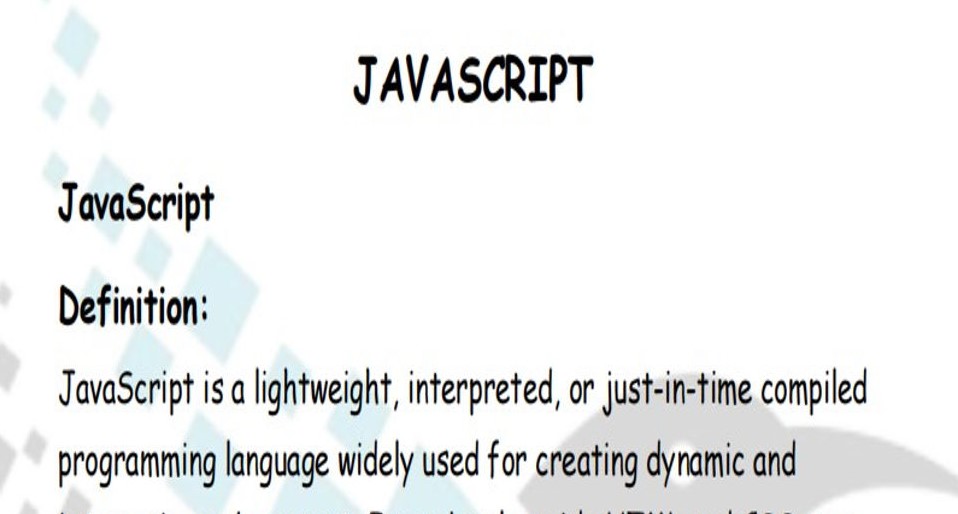 JAVASCRIPT
JavaScript
Definition:
JavaScript is a lightweight, interpreted, or just-in-time compiled
programming language widely used for creating dynamic and